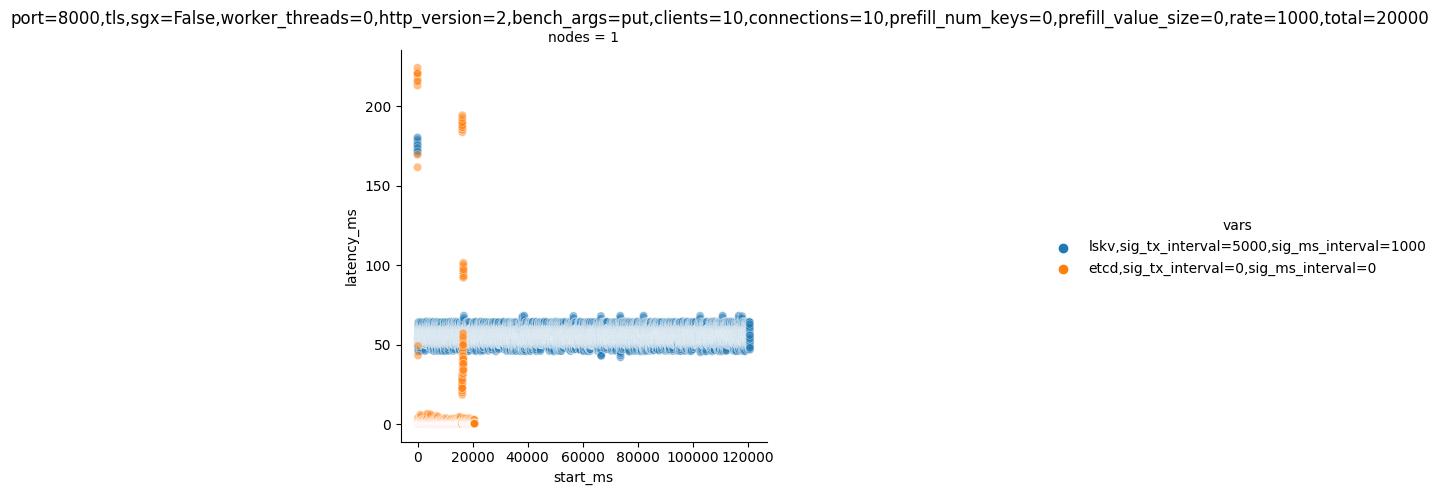 port=8000,tls,sgx=False,worker_threads=0,http_version=2,bench_args=put,clients=10,connections=10,prefill_num_keys=0,prefill_value_size=0,rate=1000,total=20000
nodes = 1
latency_ms
200
150
100
50
0
0 20000 40000 60000 80000 100000 120000
start_ms
vars
lskv,sig_tx_interval=5000,sig_ms_interval=1000
etcd,sig_tx_interval=0,sig_ms_interval=0